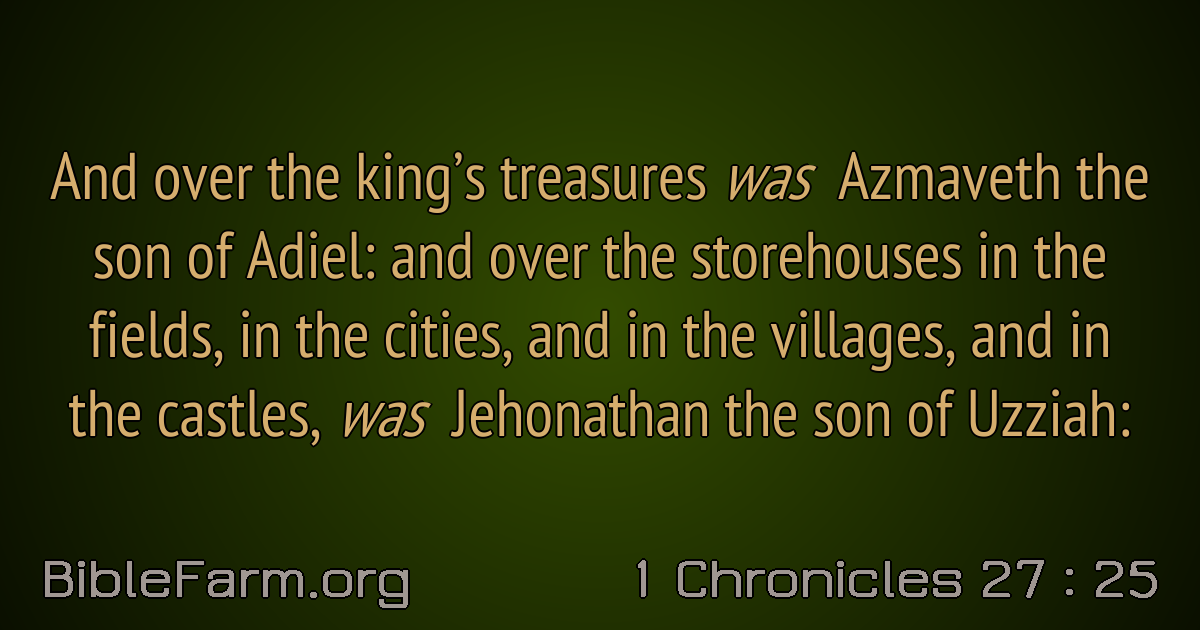 And over the king’s treasures was Azmaveth the
son of Adiel: and over the storehouses in the
fields, in the cities, and in the villages, and in
the castles, was Jehonathan the son of Uzziah:
BibleFarm.org
1 Chronicles 27 : 25